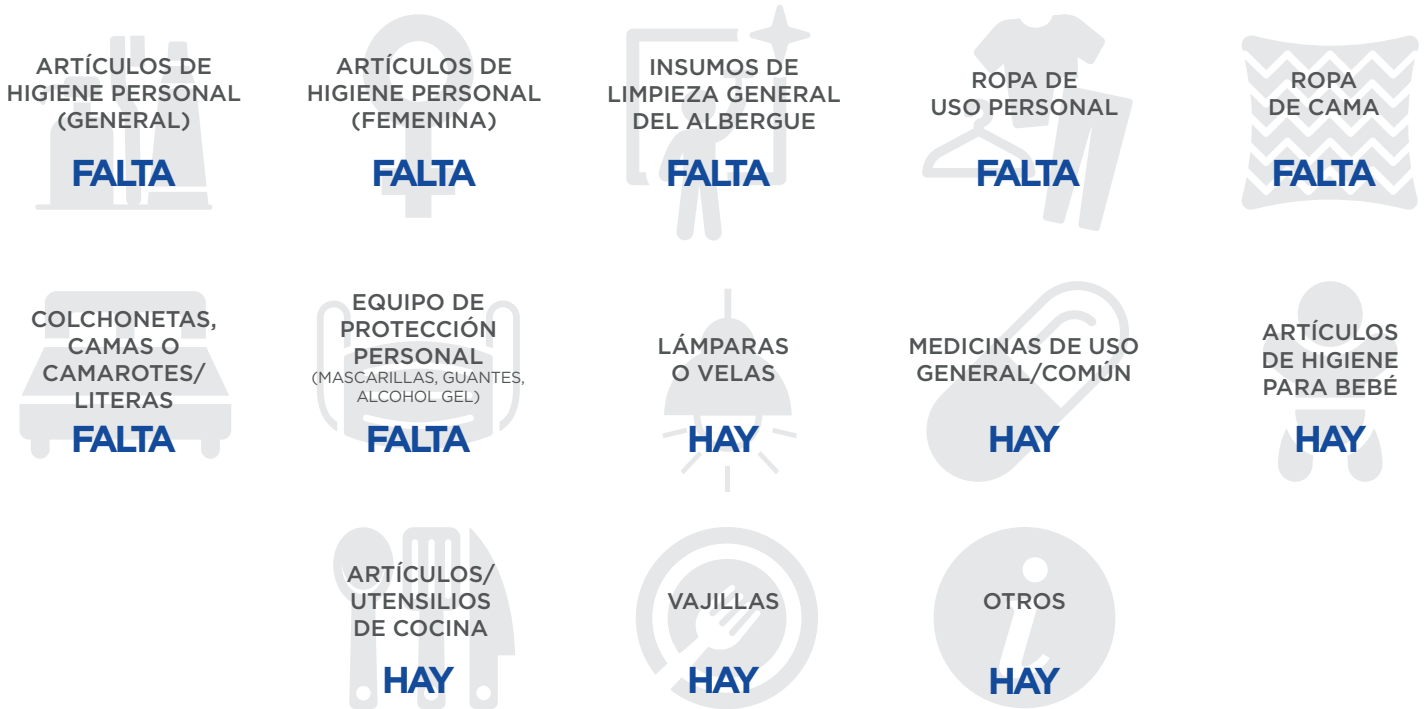 ARTÍCULOS DE
HIGIENE PERSONAL
(GENERAL)
FALTA
ARTÍCULOS DE
HIGIENE PERSONAL
(FEMENINA)
FALTA
INSUMOS DE
LIMPIEZA GENERAL
DEL ALBERGUE
FALTA
ROPA DE
USO PERSONAL
FALTA
ROPA
DE CAMA
FALTA
COLCHONETAS,
CAMAS O
CAMAROTES/
LITERAS
FALTA
EQUIPO DE
PROTECCIÓN
PERSONAL
(MASCARILLAS, GUANTES,
ALCOHOL GEL)
FALTA
LÁMPARAS
O VELAS
HAY
MEDICINAS DE USO
GENERAL/COMÚN
HAY
ARTÍCULOS
DE HIGIENE
PARA BEBÉ
HAY
ARTÍCULOS/
UTENSILIOS
DE COCINA
HAY
VAJILLAS
HAY
OTROS
HAY